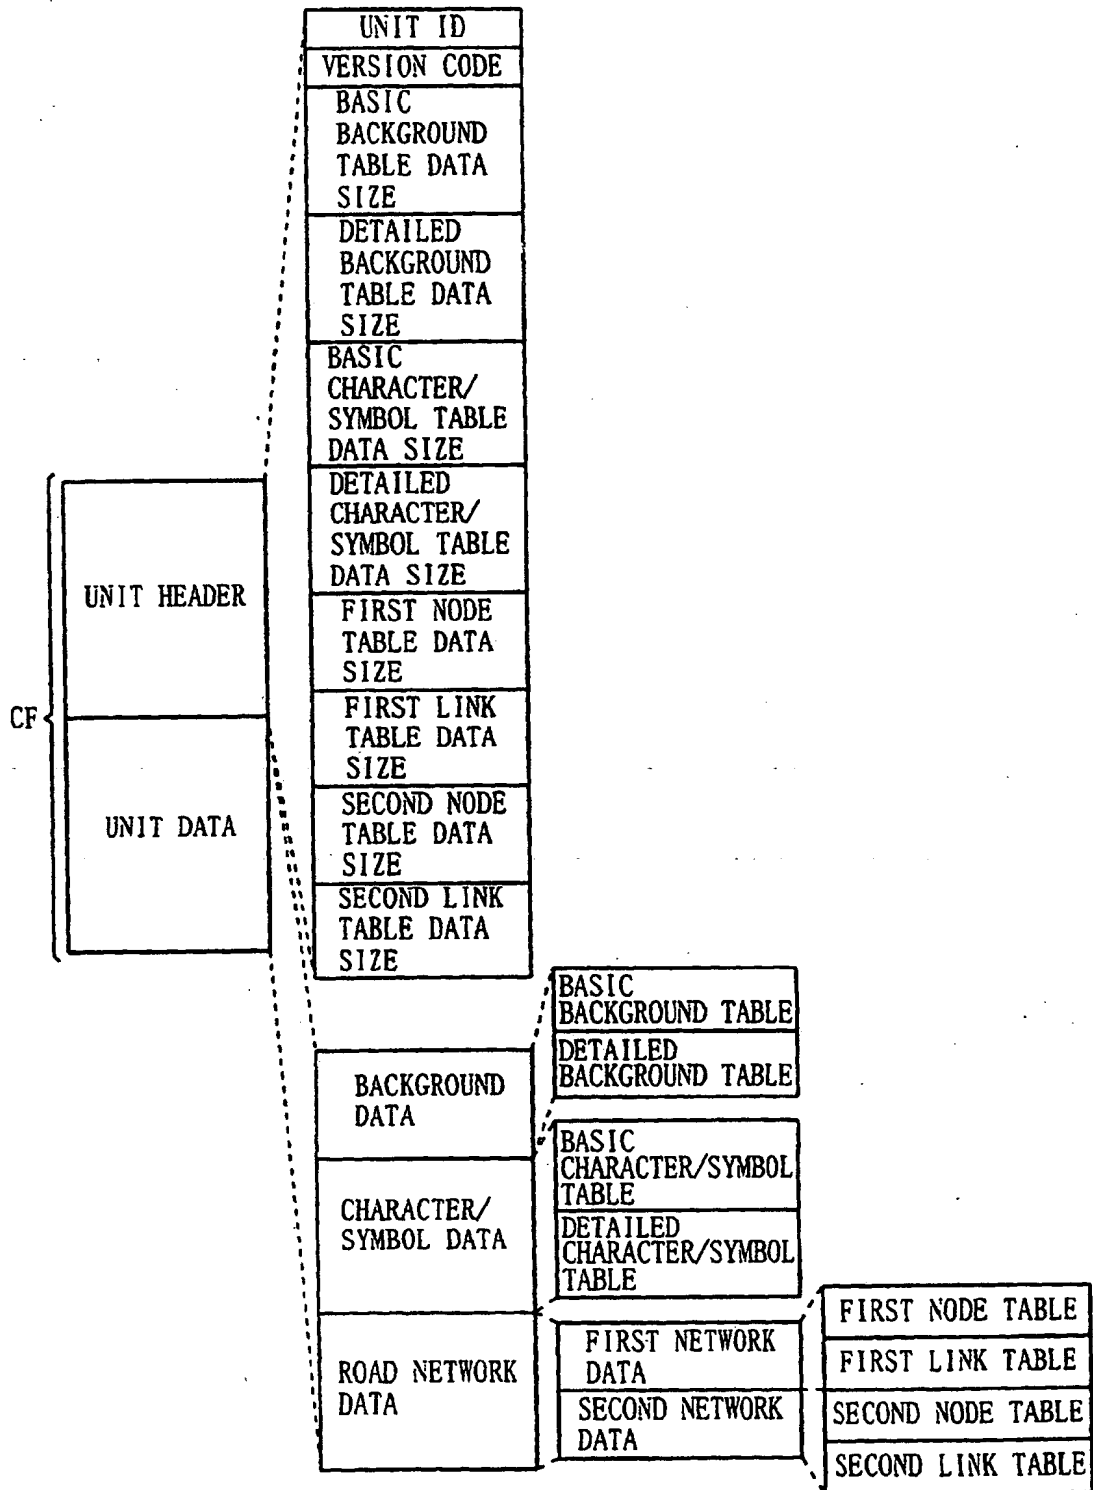 UNIT ID
VERSION CODE
BASIC
BACKGROUND
TABLE DATA
SIZE
DETAILED
BACKGROUND
TABLE DATA
SIZE
BASIC
CHARACTER/
SYMBOL TABLE
DATA SIZE
DETAILED
CHARACTER/
SYMBOL TABLE
DATA SIZE
FIRST NODE
TABLE DATA
SIZE
FIRST LINK
TABLE DATA
SIZE
SECOND NODE
TABLE DATA
SIZE
SECOND LINK
TABLE DATA
SIZE
CF
UNIT HEADER
UNIT DATA
BACKGROUND
DATA
CHARACTER/
SYMBOL DATA
ROAD NETWORK
DATA
BASIC
BACKGROUND TABLE
DETAILED
BACKGROUND TABLE
BASIC
CHARACTER/SYMBOL
TABLE
DETAILED
CHARACTER/SYMBOL
TABLE
FIRST NETWORK
DATA
SECOND NETWORK
DATA
FIRST NODE TABLE
FIRST LINK TABLE
SECOND NODE TABLE
SECOND LINK TABLE